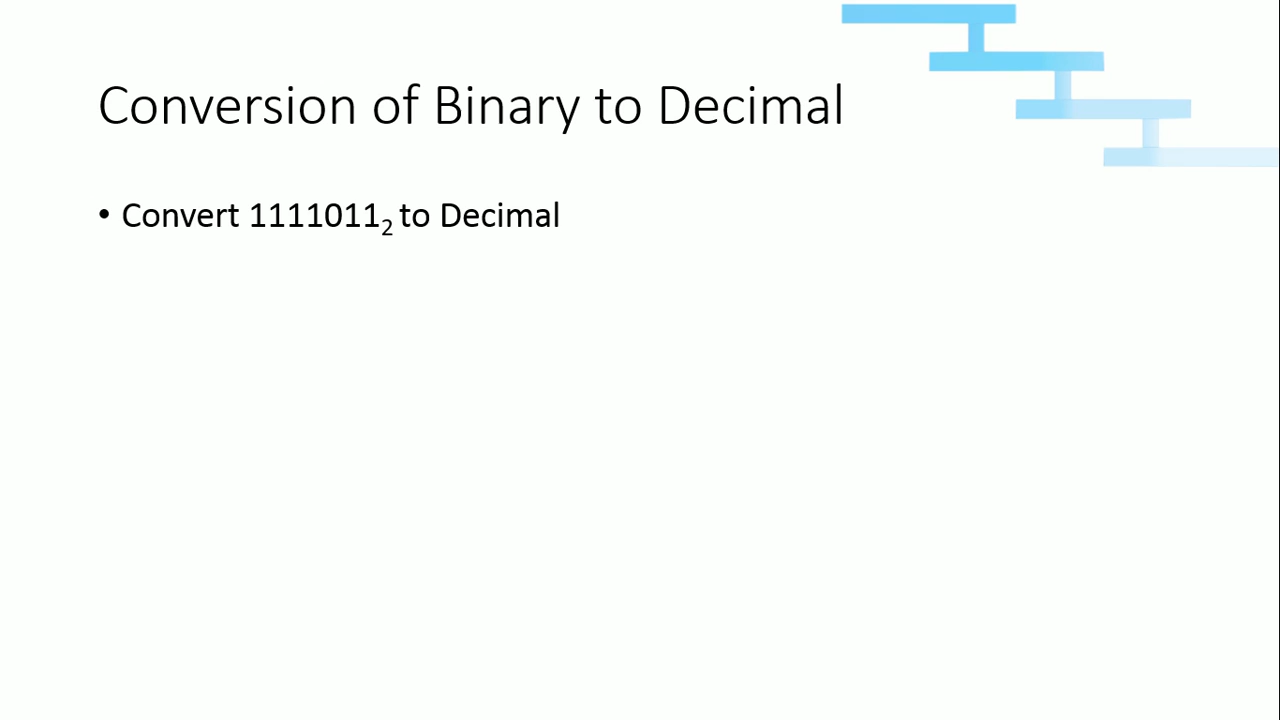 Conversion of Binary to Decimal
• Convert 1111011₂ to Decimal